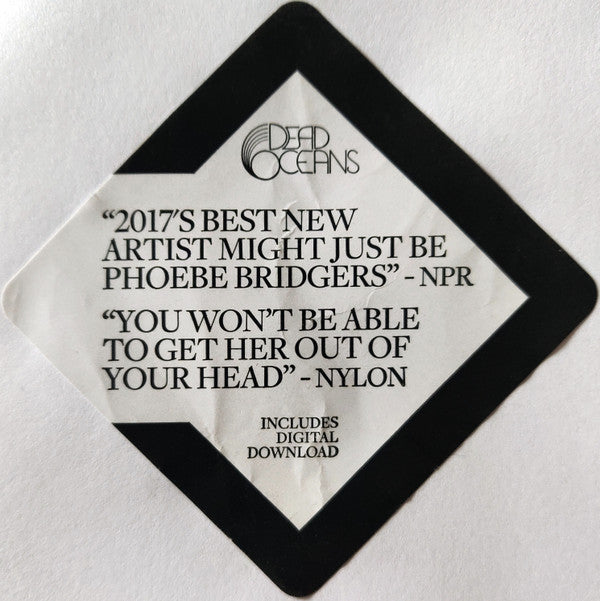 DEAD
OCEANS
“2017'S BEST NEW
ARTIST MIGHT JUST BE
PHOEBE BRIDGERS” – NPR
“YOU WON'T BE ABLE
TO GET HER OUT OF
YOUR HEAD” – NYLON
INCLUDES
DIGITAL
DOWNLOAD